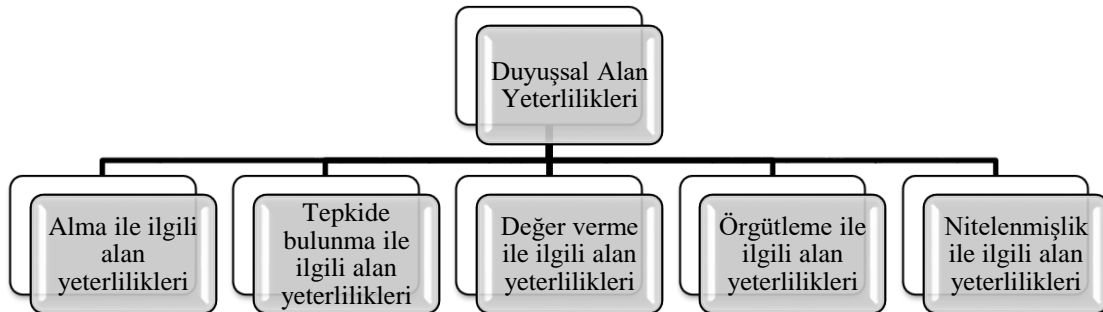 Duyuşsal Alan
Yeterlilikleri
Alma ile ilgili
alan
yeterlilikleri
Tepkide
bulunma ile
ilgili alan
yeterlilikleri
Değer verme
ile ilgili alan
yeterlilikleri
Örgütleme ile
ilgili alan
yeterlilikleri
Nitelenmişlik
ile ilgili alan
yeterlilikleri